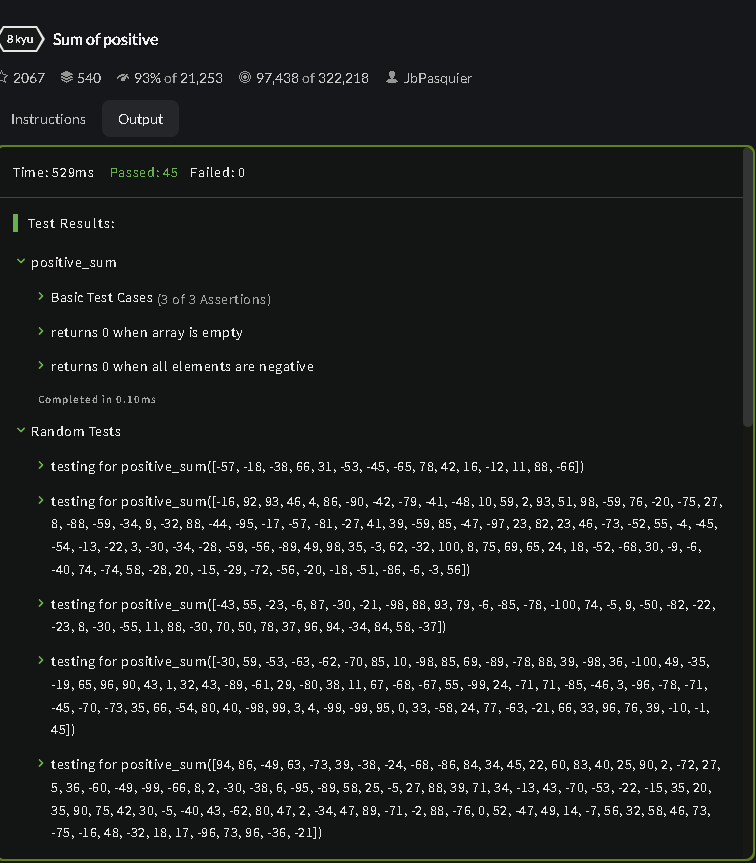 8 kyu Sum of positive
2067 540 93% of 21,253 97,438 of 322,218 JbPasquier
Instructions Output
Time: 529ms Passed: 45 Failed: 0
Test Results:
positive_sum
Basic Test Cases (3 of 3 Assertions)
returns 0 when array is empty
returns 0 when all elements are negative
Completed in 0.10ms
Random Tests
testing for positive_sum([-57, -18, -38, 66, 31, -53, -45, -65, 78, 42, 16, -12, 11, 88, -66])
testing for positive_sum([-16, 92, 93, 46, 4, 86, -90, -42, -79, -41, -48, 10, 59, 2, 93, 51, 98, -59, 76, -20, -75, 27,
8, -88, -59, -34, 9, -32, 88, -44, -95, -17, -57, -81, -27, 41, 39, -59, 85, -47, -97, 23, 82, 23, 46, -73, -52, 55, -4, -45,
-54, -13, -22, 3, -30, -34, -28, -59, -56, -89, 49, 98, 35, -3, 62, -32, 100, 8, 75, 69, 65, 24, 18, -52, -68, 30, -9, -6,
-40, 74, -74, 58, -28, 20, -15, -29, -72, -56, -20, -18, -51, -86, -6, -3, 56])
testing for positive_sum([-43, 55, -23, -6, 87, -30, -21, -98, 88, 93, 79, -6, -85, -78, -100, 74, -5, 9, -50, -82, -22,
-23, 8, -30, -55, 11, 88, -30, 70, 50, 78, 37, 96, 94, -34, 84, 58, -37])
testing for positive_sum([-30, 59, -53, -63, -62, -70, 85, 10, -98, 85, 69, -89, -78, 88, 39, -98, 36, -100, 49, -35,
-19, 65, 96, 90, 43, 1, 32, 43, -89, -61, 29, -80, 38, 11, 67, -68, -67, 55, -99, 24, -71, 71, -85, -46, 3, -96, -78, -71,
-45, -70, -73, 35, 66, -54, 80, 40, -98, 99, 3, 4, -99, -99, 95, 0, 33, -58, 24, 77, -63, -21, 66, 33, 96, 76, 39, -10, -1,
45])
testing for positive_sum([94, 86, -49, 63, -73, 39, -38, -24, -68, -86, 84, 34, 45, 22, 60, 83, 40, 25, 90, 2, -72, 27,
5, 36, -60, -49, -99, -66, 8, 2, -30, -38, 6, -95, -89, 58, 25, -5, 27, 88, 39, 71, 34, -13, 43, -70, -53, -22, -15, 35, 20,
35, 90, 75, 42, 30, -5, -40, 43, -62, 80, 47, 2, -34, 47, 89, -71, -2, 88, -76, 0, 52, -47, 49, 14, -7, 56, 32, 58, 46, 73,
-75, -16, 48, -32, 18, 17, -96, 73, 96, -36, -21])